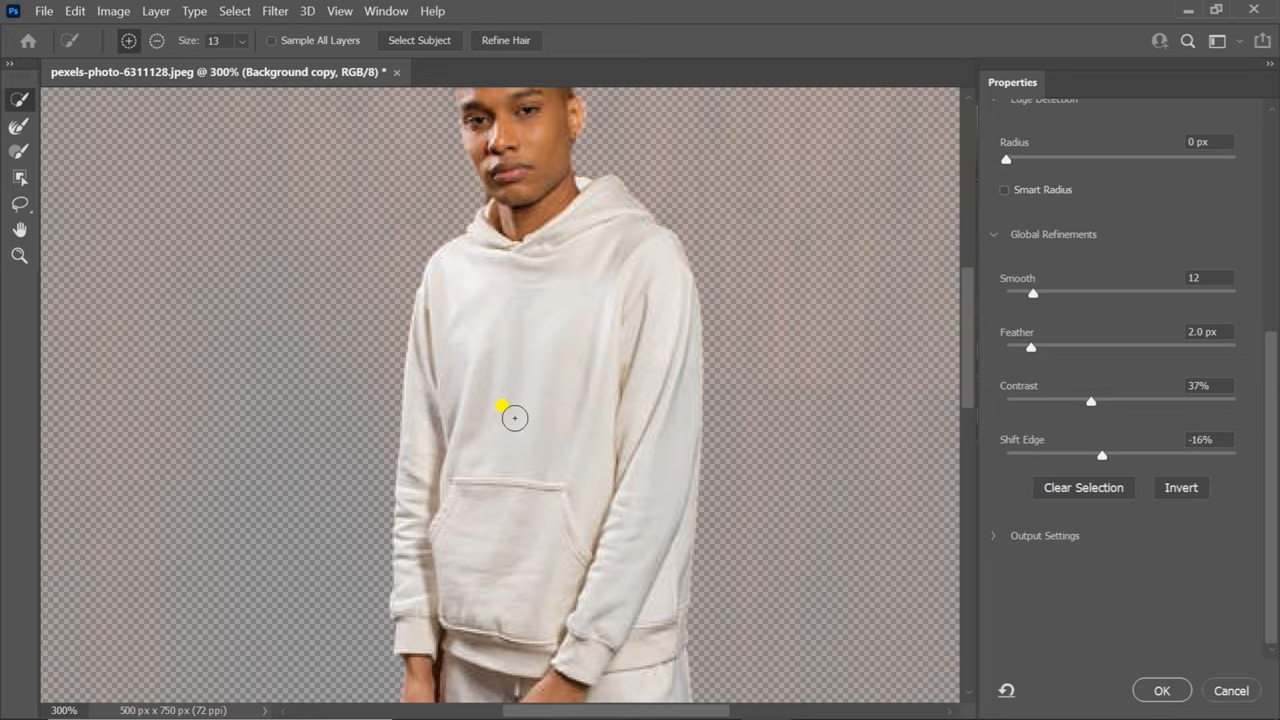 Ps File Edit Image Layer Type Select Filter 3D View Window Help
Size: 13 Sample All Layers Select Subject Refine Hair
pexels-photo-6311128.jpeg @ 300% (Background copy, RGB/8) * ×
Properties
Edge Detection
Radius 0 px
Smart Radius
Global Refinements
Smooth 12
Feather 2.0 px
Contrast 37%
Shift Edge -16%
Clear Selection Invert
Output Settings
OK Cancel
300% 500 px x 750 px (72 ppi)